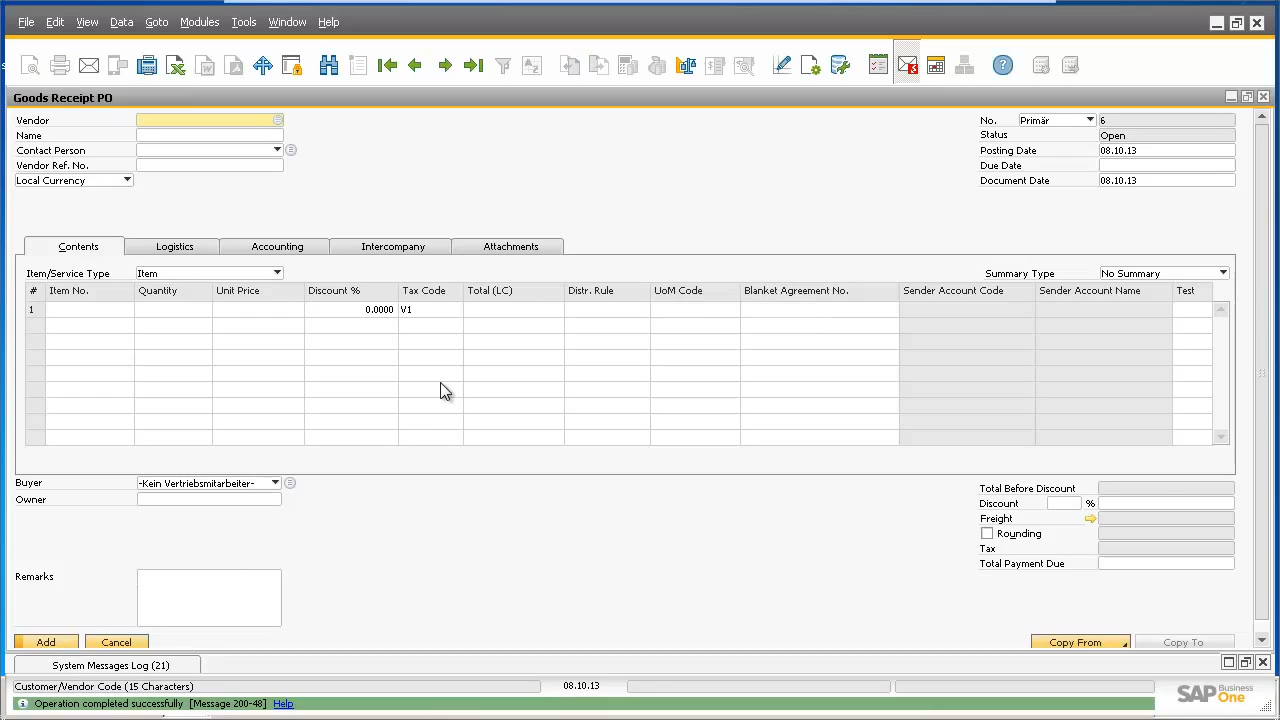 File Edit View Data Goto Modules Tools Window Help
Goods Receipt PO
Vendor
Name
Contact Person
Vendor Ref. No.
Local Currency
No. Primär 6
Status Open
Posting Date 08.10.13
Due Date
Document Date 08.10.13
Contents Logistics Accounting Intercompany Attachments
Item/Service Type Item
Summary Type No Summary
# Item No. Quantity Unit Price Discount % Tax Code Total (LC) Distr. Rule UoM Code Blanket Agreement No. Sender Account Code Sender Account Name Test
1 0.0000 V1
Buyer -Kein Vertriebsmitarbeiter-
Owner
Total Before Discount
Discount %
Freight
Rounding
Tax
Total Payment Due
Remarks
Add Cancel
Copy From Copy To
System Messages Log (21)
Customer/Vendor Code (15 Characters) 08.10.13
Operation completed successfully [Message 200-48] Help
SAP Business One